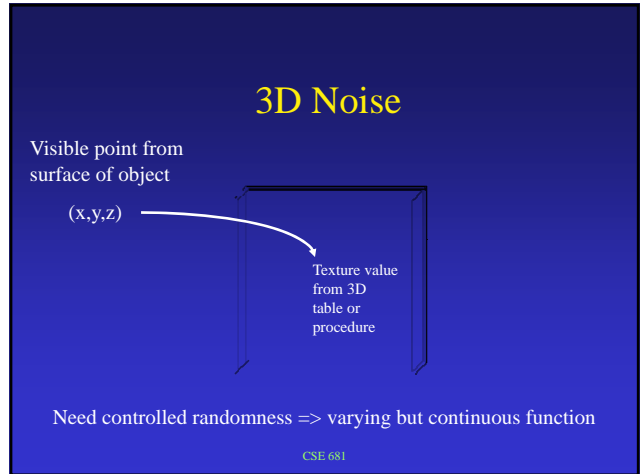 3D Noise
Visible point from
surface of object
(x,y,z)
Texture value
from 3D
table or
procedure
Need controlled randomness => varying but continuous function
CSE 681